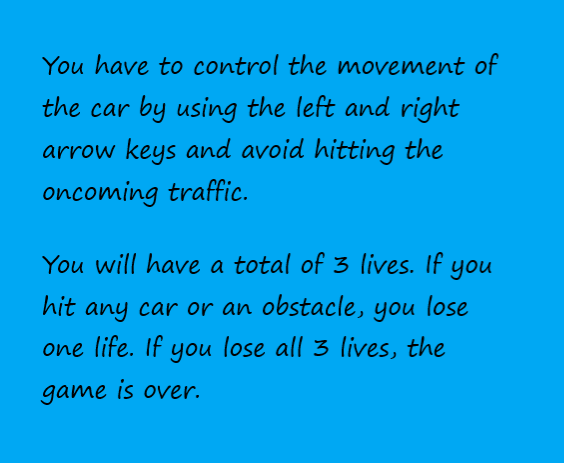 You have to control the movement of
the car by using the left and right
arrow keys and avoid hitting the
oncoming traffic.
You will have a total of 3 lives. If you
hit any car or an obstacle, you lose
one life. If you lose all 3 lives, the
game is over.